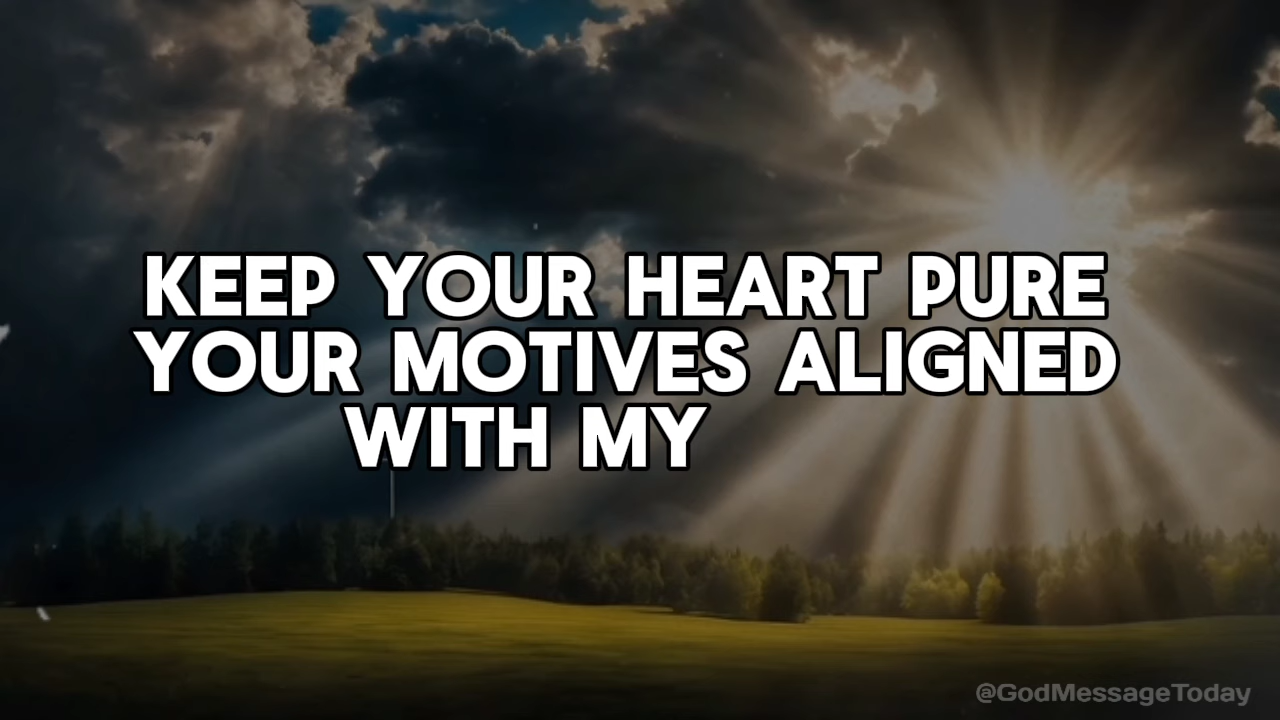 KEEP YOUR HEART PURE
YOUR MOTIVES ALIGNED
WITH MY
@GodMessageToday